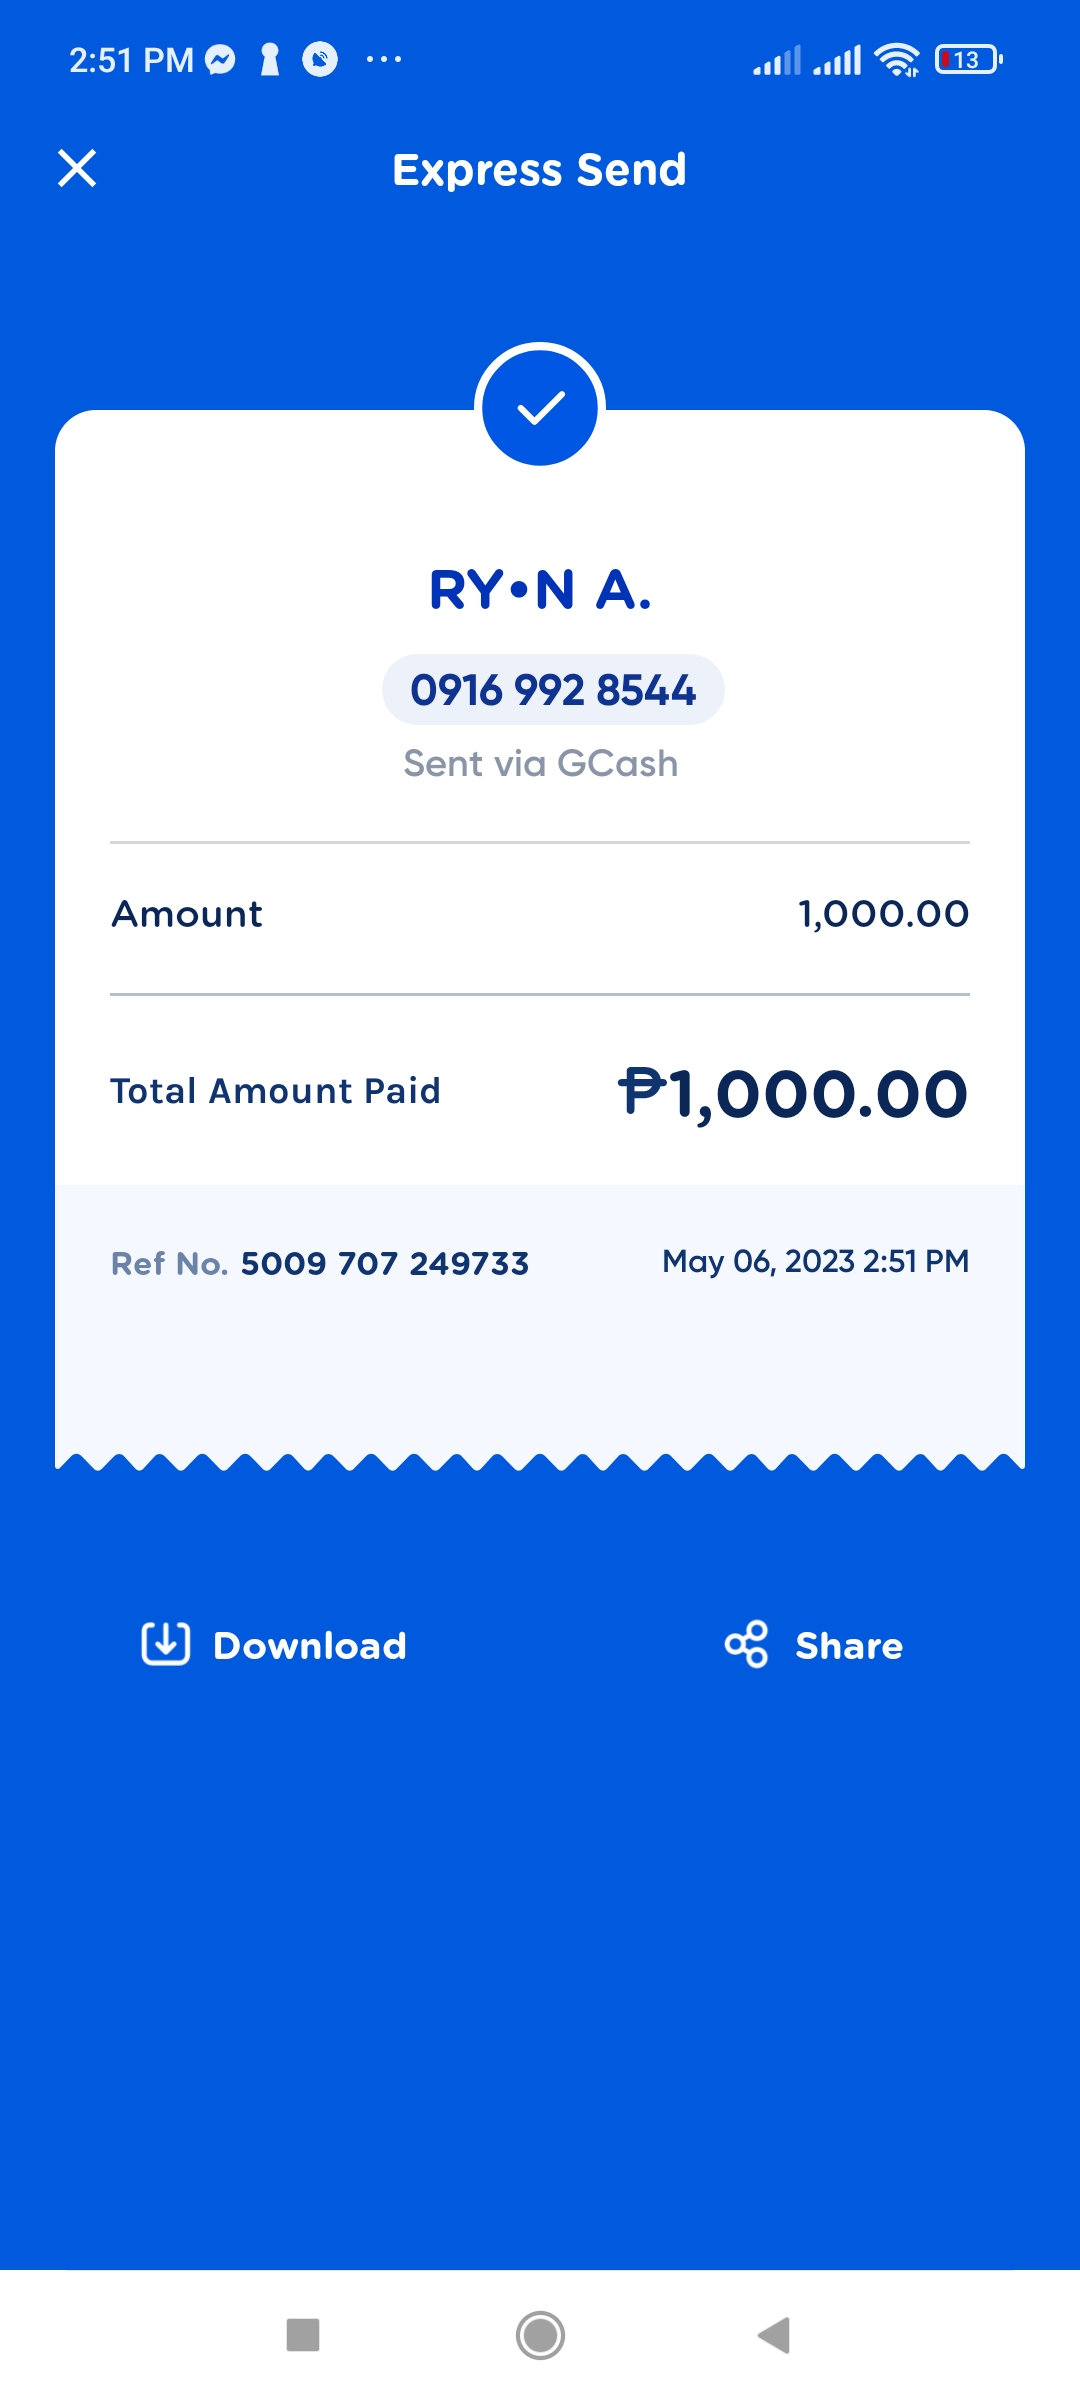 2:51 PM
13
Express Send
RY•N A.
0916 992 8544
Sent via GCash
Amount 1,000.00
Total Amount Paid ₱1,000.00
Ref No. 5009 707 249733 May 06, 2023 2:51 PM
Download Share